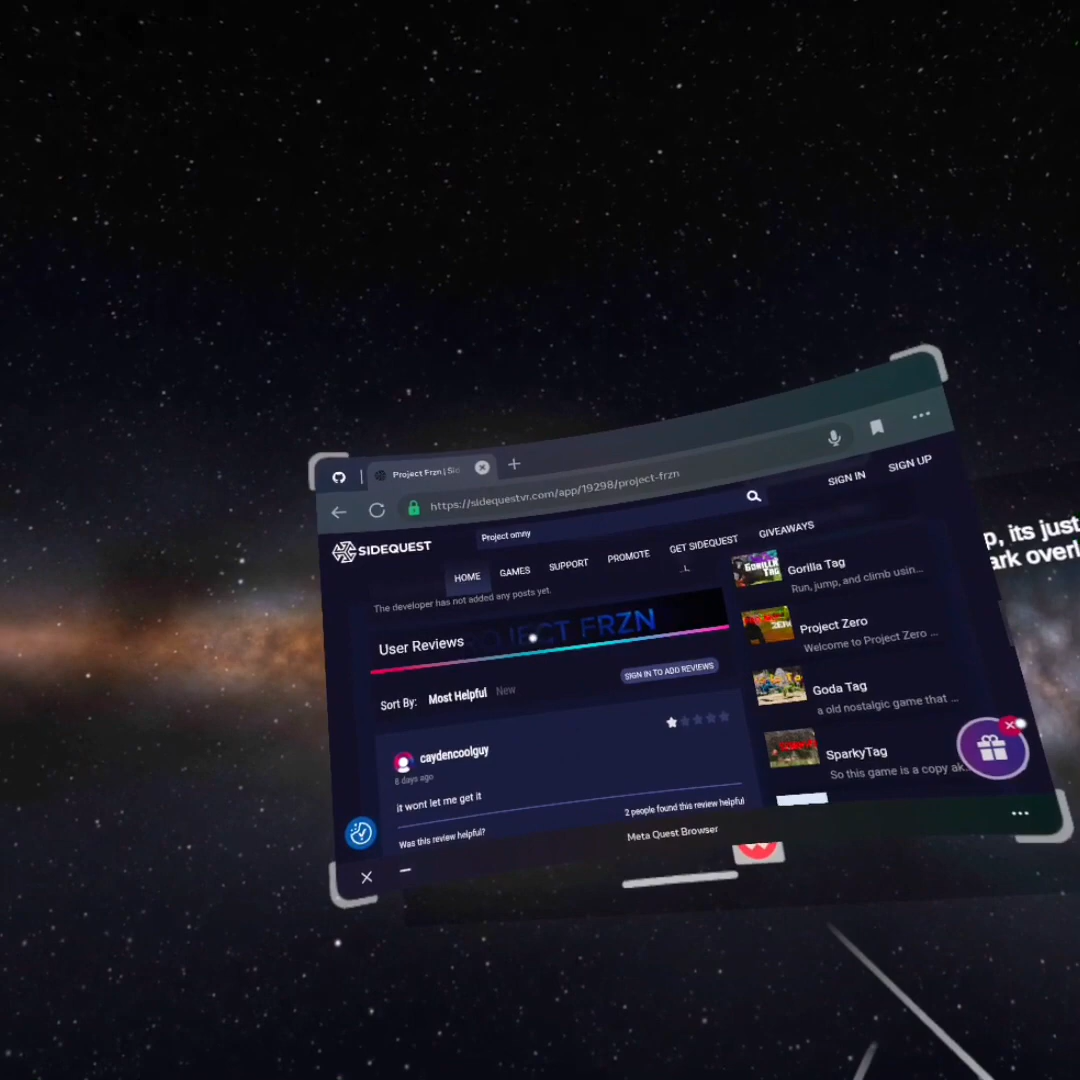 Project Frzn | Sid
https://sidequestvr.com/app/19298/project-frzn
SIDEQUEST
Project omny
SIGN IN
SIGN UP
HOME
GAMES
SUPPORT
PROMOTE
GET SIDEQUEST
GIVEAWAYS
The developer has not added any posts yet.
User Reviews
JECT FRZN
SIGN IN TO ADD REVIEWS
Sort By:
Most Helpful
New
caydencoolguy
8 days ago
it wont let me get it
2 people found this review helpful
Was this review helpful?
Gorilla Tag
Run, jump, and climb usin...
Project Zero
Welcome to Project Zero ...
Goda Tag
a old nostalgic game that ...
SparkyTag
So this game is a copy ak...
Meta Quest Browser
p, its just
ark overl